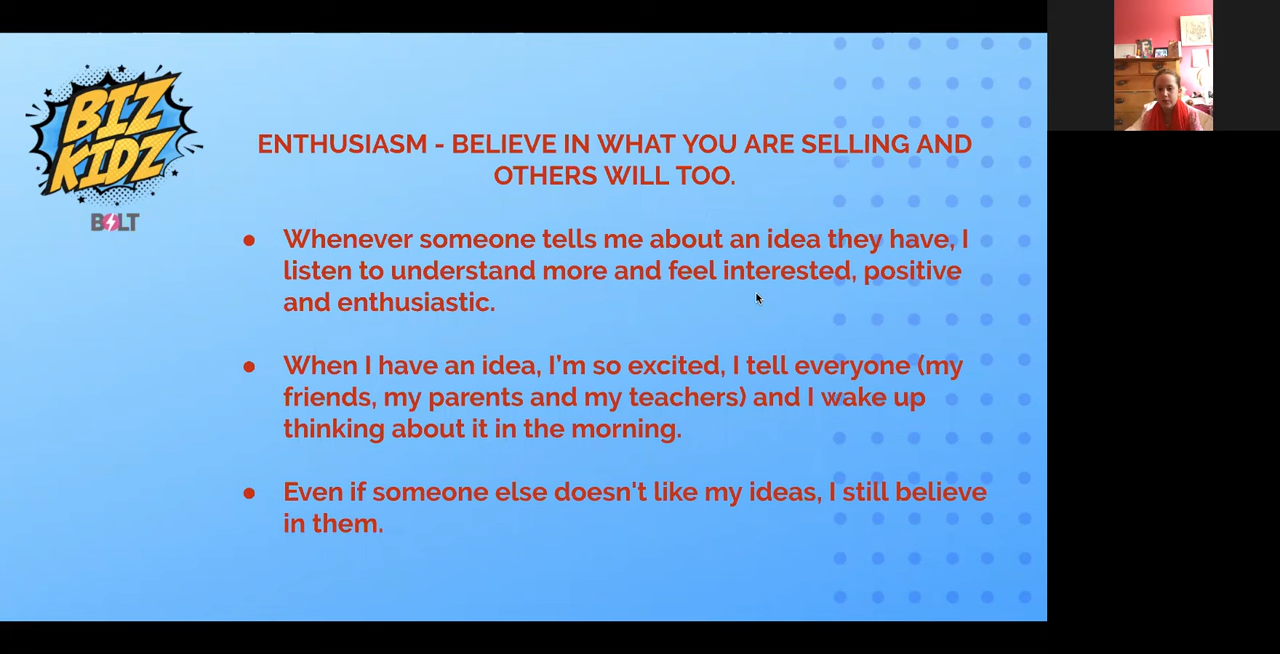 BIZ
KIDZ
BOLT
ENTHUSIASM - BELIEVE IN WHAT YOU ARE SELLING AND
OTHERS WILL TOO.
● Whenever someone tells me about an idea they have, I
listen to understand more and feel interested, positive
and enthusiastic.
● When I have an idea, I’m so excited, I tell everyone (my
friends, my parents and my teachers) and I wake up
thinking about it in the morning.
● Even if someone else doesn't like my ideas, I still believe
in them.